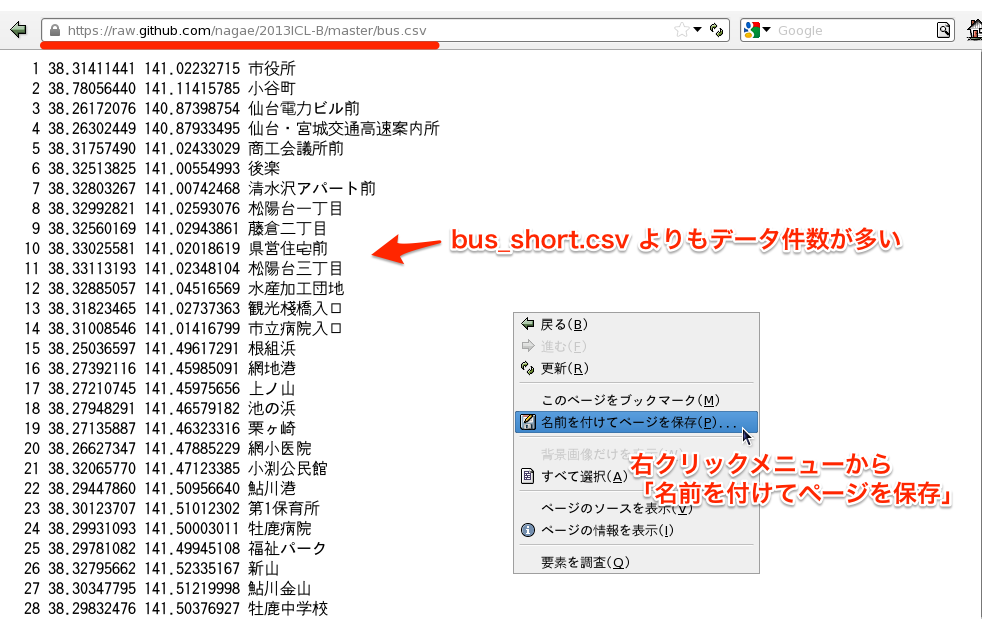 https://raw.github.com/nagae/2013ICL-B/master/bus.csv
Google
1 38.31411441 141.02232715 市役所
2 38.78056440 141.11415785 小谷町
3 38.26172076 140.87398754 仙台電力ビル前
4 38.26302449 140.87933495 仙台・宮城交通高速案内所
5 38.31757490 141.02433029 商工会議所前
6 38.32513825 141.00554993 後楽
7 38.32803267 141.00742468 清水沢アパート前
8 38.32992821 141.02593076 松陽台一丁目
9 38.32560169 141.02943861 藤倉二丁目
10 38.33025581 141.02018619 県営住宅前
11 38.33113193 141.02348104 松陽台三丁目
12 38.32885057 141.04516569 水産加工団地
13 38.31823465 141.02737363 観光桟橋入口
14 38.31008546 141.01416799 市立病院入口
15 38.25036597 141.49617291 根組浜
16 38.27392116 141.45985091 網地港
17 38.27210745 141.45975656 上ノ山
18 38.27948291 141.46579182 池の浜
19 38.27135887 141.46323316 栗ヶ崎
20 38.26627347 141.47885229 網小医院
21 38.32065770 141.47123385 小渕公民館
22 38.29447860 141.50956640 鮎川港
23 38.30123707 141.51012302 第1保育所
24 38.29931093 141.50003011 牡鹿病院
25 38.29781082 141.49945108 福祉パーク
26 38.32795662 141.52335167 新山
27 38.30347795 141.51219998 鮎川金山
28 38.29832476 141.50376927 牡鹿中学校
bus_short.csv よりもデータ件数が多い
戻る(B)
進む(F)
更新(R)
このページをブックマーク(M)
名前を付けてページを保存(P)...
背景画像だけを
すべて選択(A)
右クリックメニューから
「名前を付けてページを保存」
ページのソースを表示(V)
ページの情報を表示(I)
要素を調査(Q)